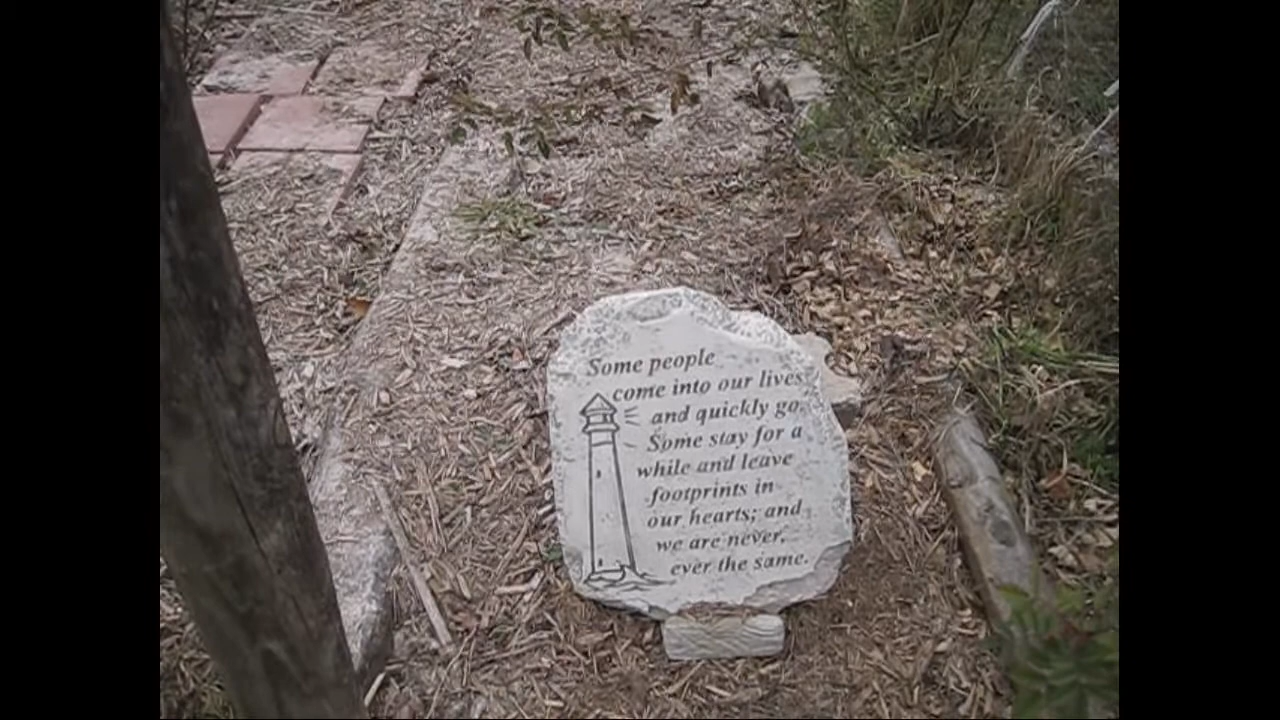 Some people
come into our lives
and quickly go.
Some stay for a
while and leave
footprints in
our hearts; and
we are never,
ever the same.